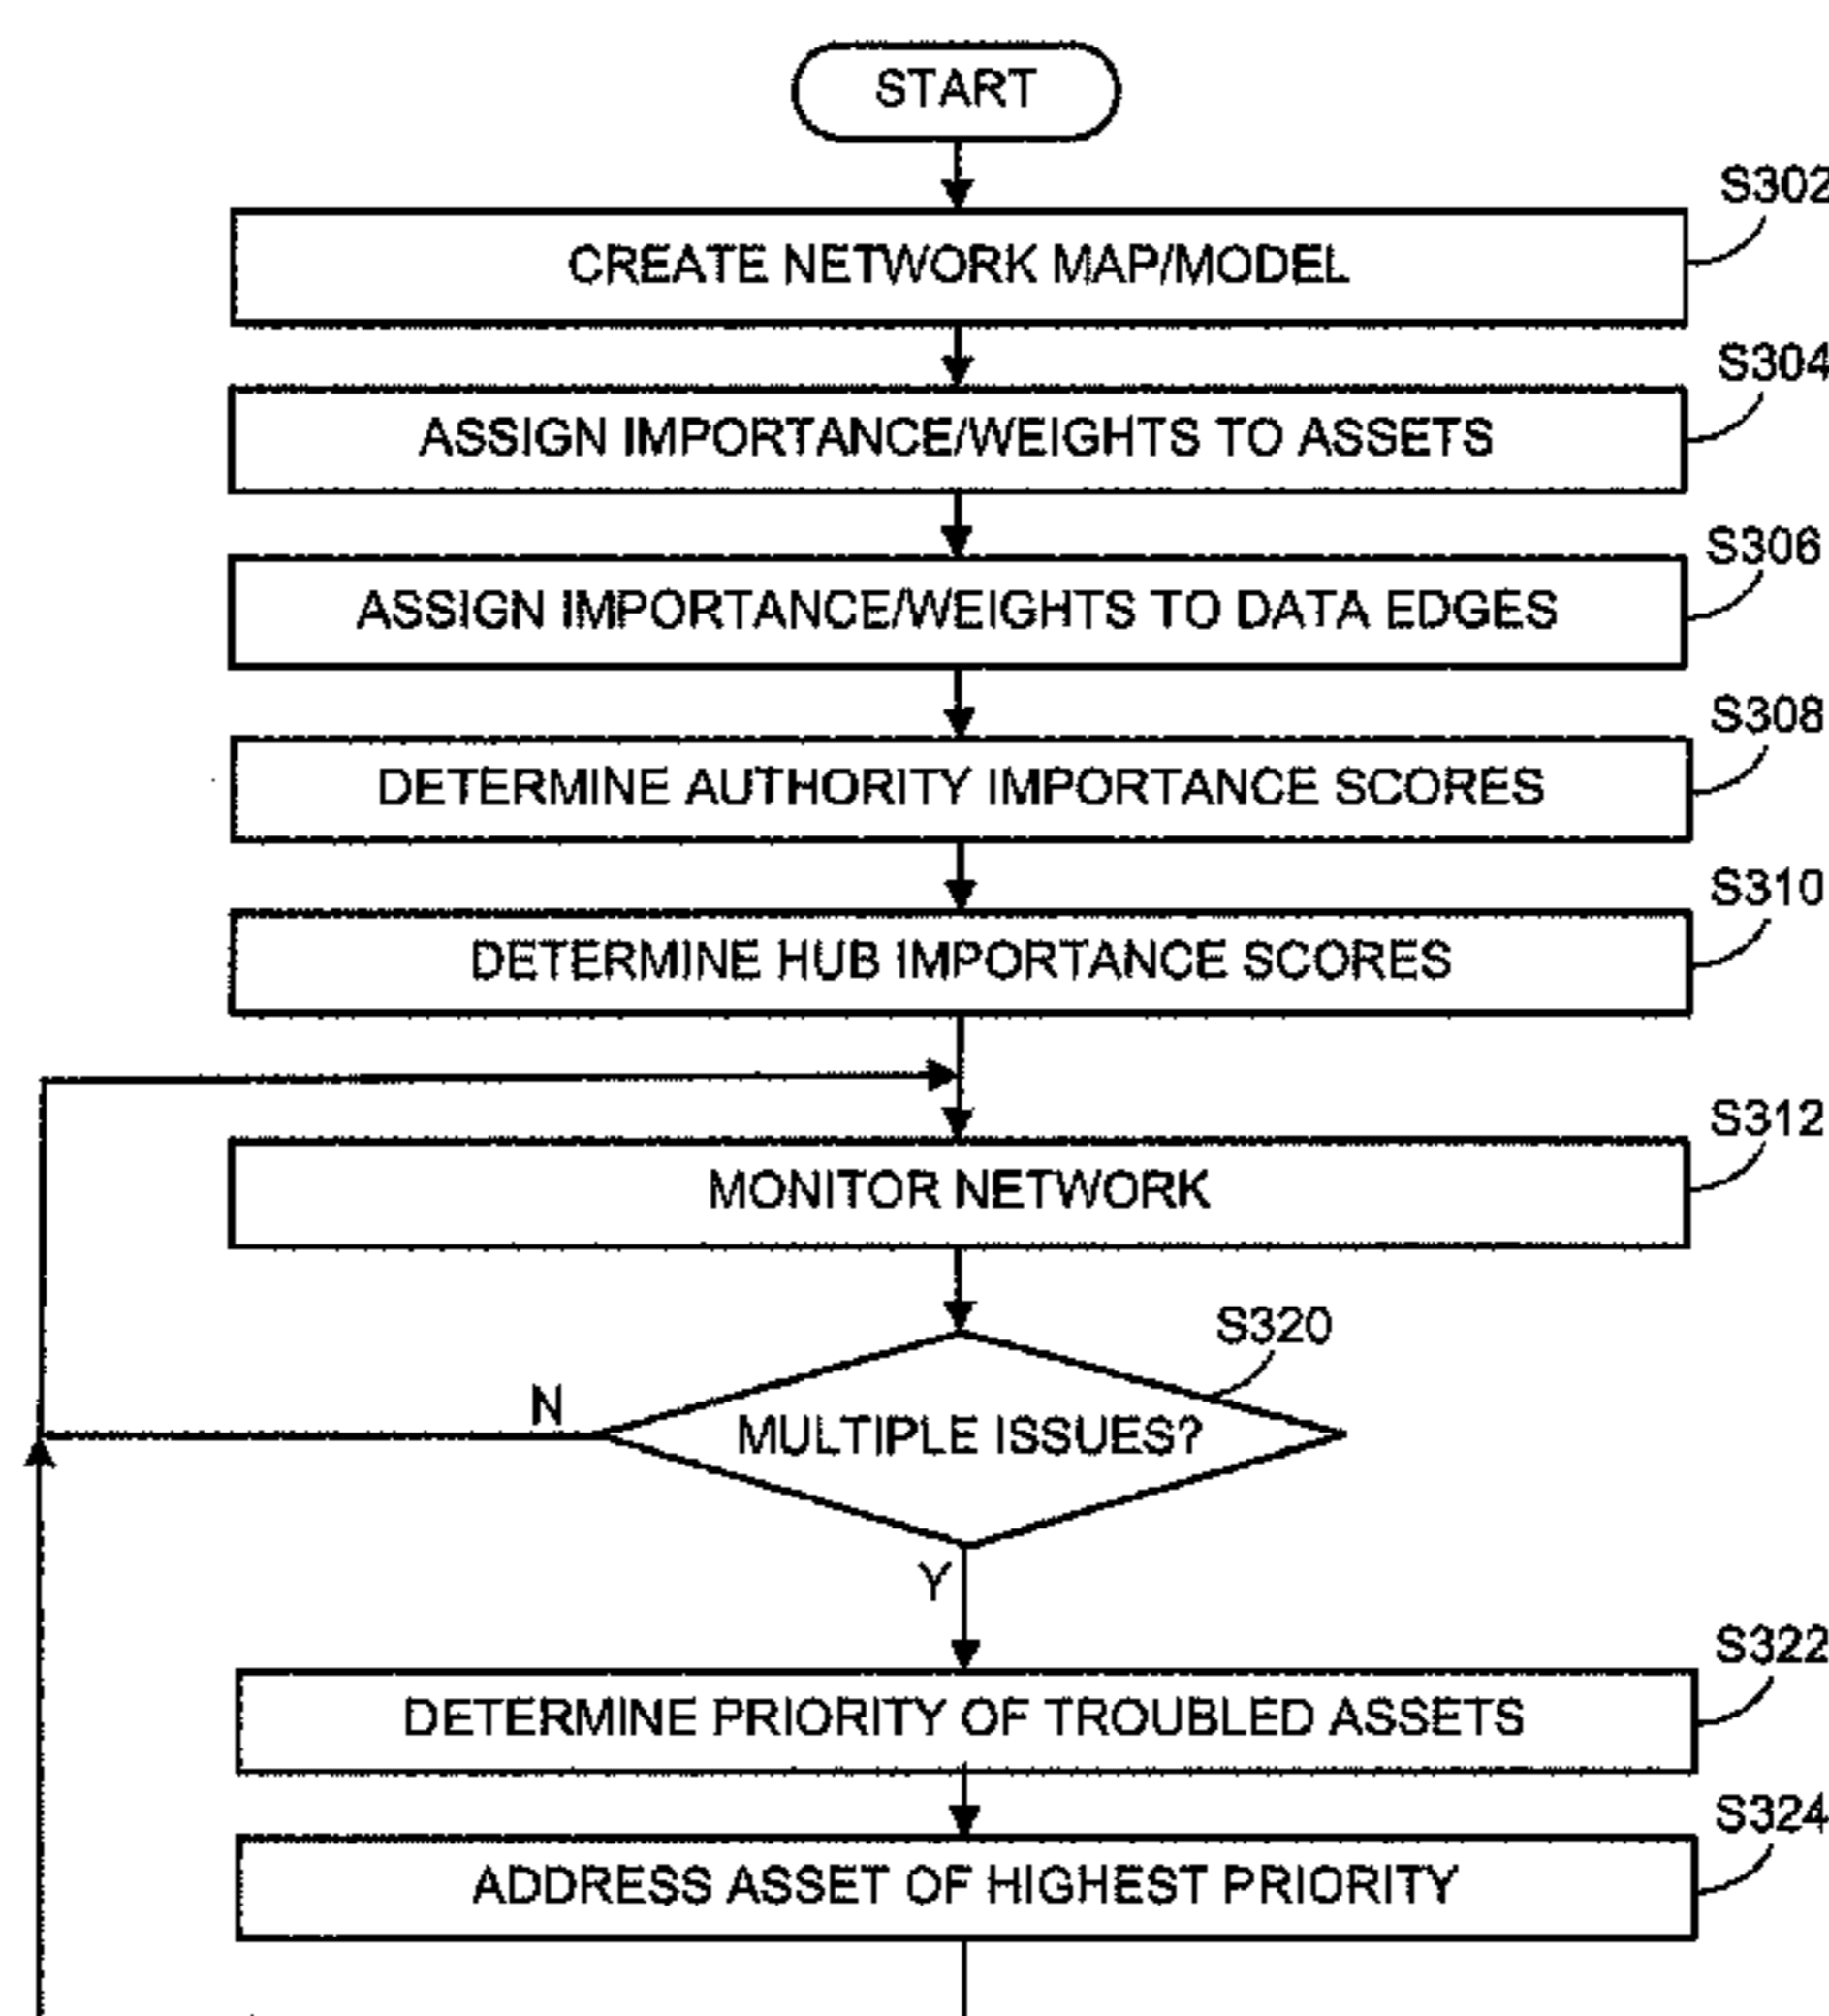 START
S302
CREATE NETWORK MAP/MODEL
S304
ASSIGN IMPORTANCE/WEIGHTS TO ASSETS
S306
ASSIGN IMPORTANCE/WEIGHTS TO DATA EDGES
S308
DETERMINE AUTHORITY IMPORTANCE SCORES
S310
DETERMINE HUB IMPORTANCE SCORES
S312
MONITOR NETWORK
S320
N
MULTIPLE ISSUES?
Y
S322
DETERMINE PRIORITY OF TROUBLED ASSETS
S324
ADDRESS ASSET OF HIGHEST PRIORITY